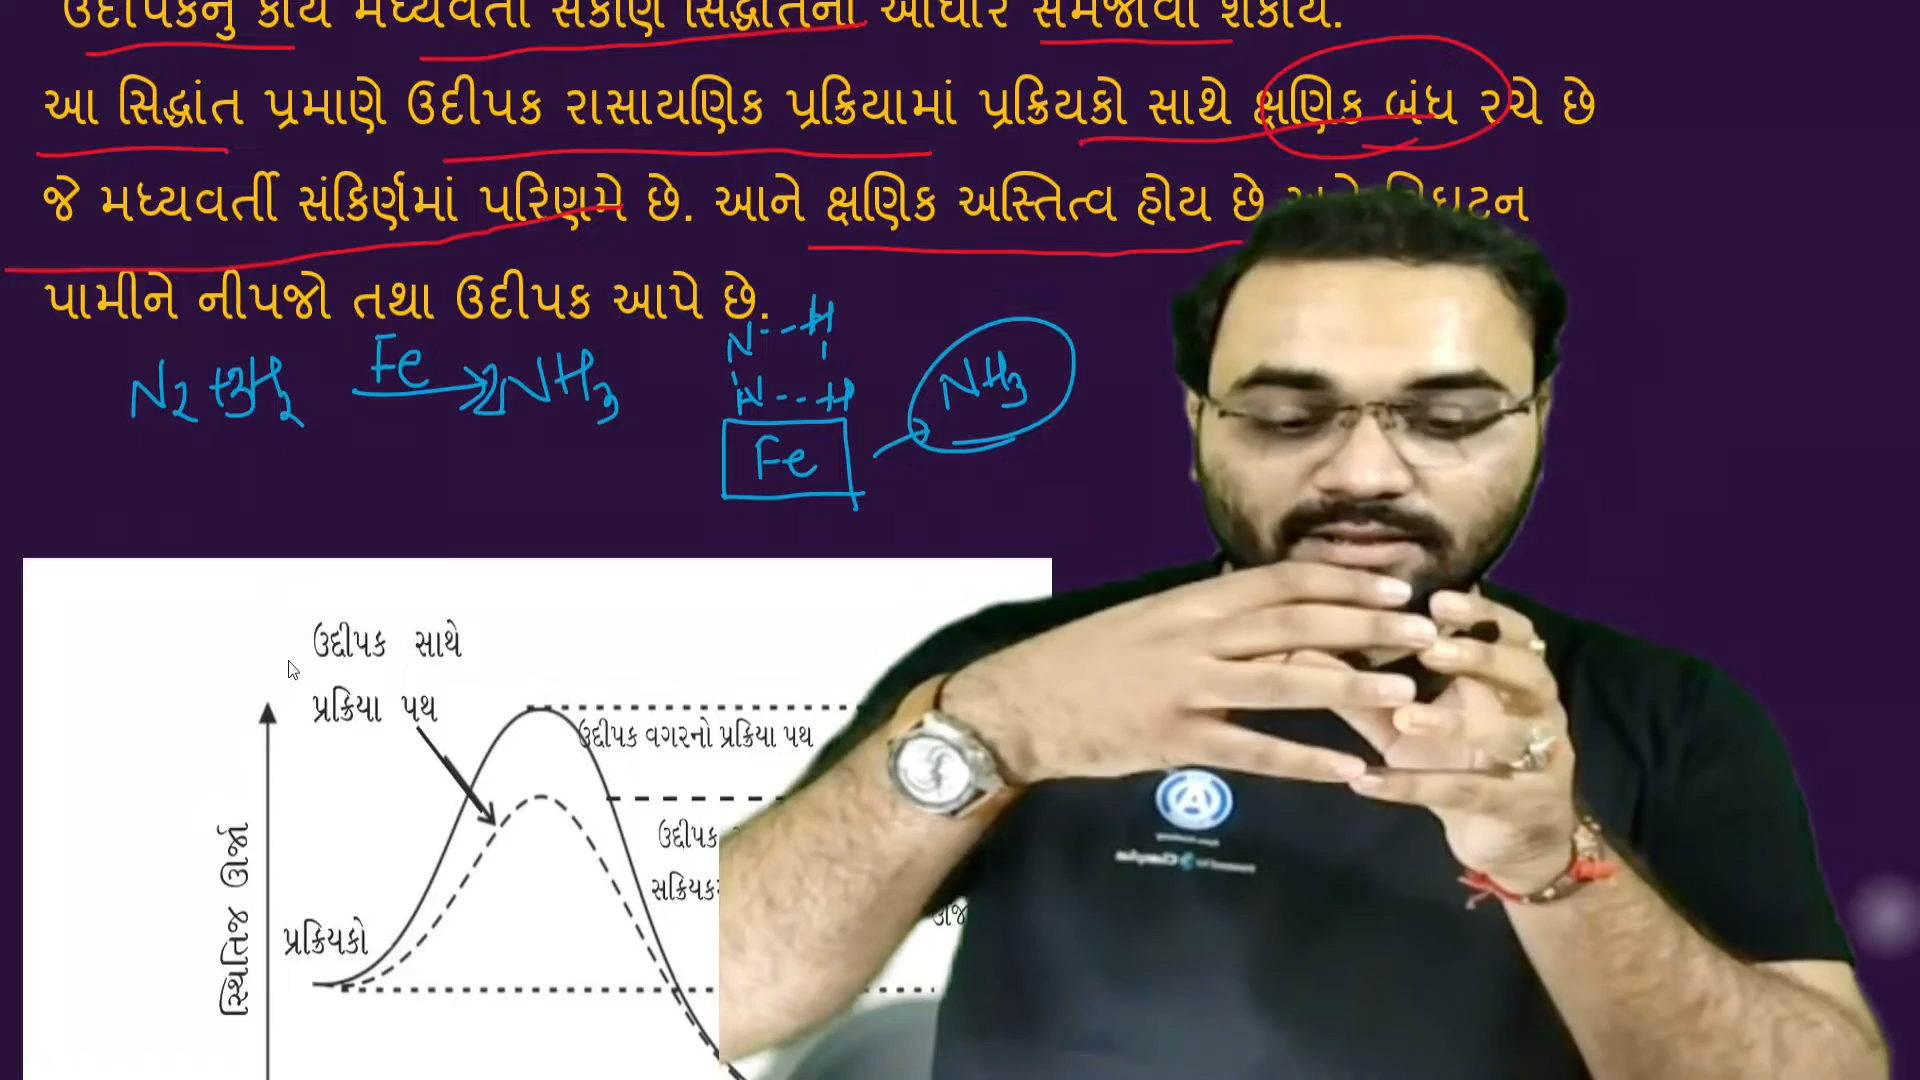 ઉદીપકનું કાર્ય મધ્યવર્તી સંકીર્ણ સિદ્ધાંતના આધારે સમજાવી શકાય.
આ સિદ્ધાંત પ્રમાણે ઉદીપક રાસાયણિક પ્રક્રિયામાં પ્રક્રિયકો સાથે ક્ષણિક બંધ રચે છે
જે મધ્યવર્તી સંકિર્ણમાં પરિણમે છે. આને ક્ષણિક અસ્તિત્વ હોય છે
પામીને નીપજો તથા ઉદીપક આપે છે.
N2 + 3H2 Fe → 2NH3
N - - H
N - - H
Fe
NH3
ઉદ્દીપક સાથે
પ્રક્રિયા પથ
ઉદ્દીપક વગરનો પ્રક્રિયા પથ
ઉદ્દીપક
પ્રક્રિયકો
સ્થિતિજ ઊર્જા